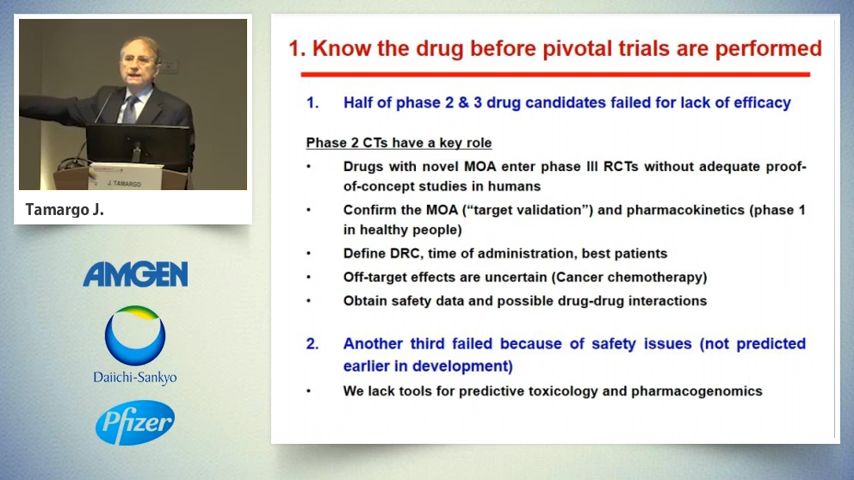 1. Know the drug before pivotal trials are performed
1. Half of phase 2 & 3 drug candidates failed for lack of efficacy
Phase 2 CTs have a key role
• Drugs with novel MOA enter phase III RCTs without adequate proof-
of-concept studies in humans
• Confirm the MOA (“target validation”) and pharmacokinetics (phase 1
in healthy people)
• Define DRC, time of administration, best patients
• Off-target effects are uncertain (Cancer chemotherapy)
• Obtain safety data and possible drug-drug interactions
2. Another third failed because of safety issues (not predicted
earlier in development)
• We lack tools for predictive toxicology and pharmacogenomics
J. TAMARGO
Tamargo J.
AMGEN
Daiichi-Sankyo
Pfizer